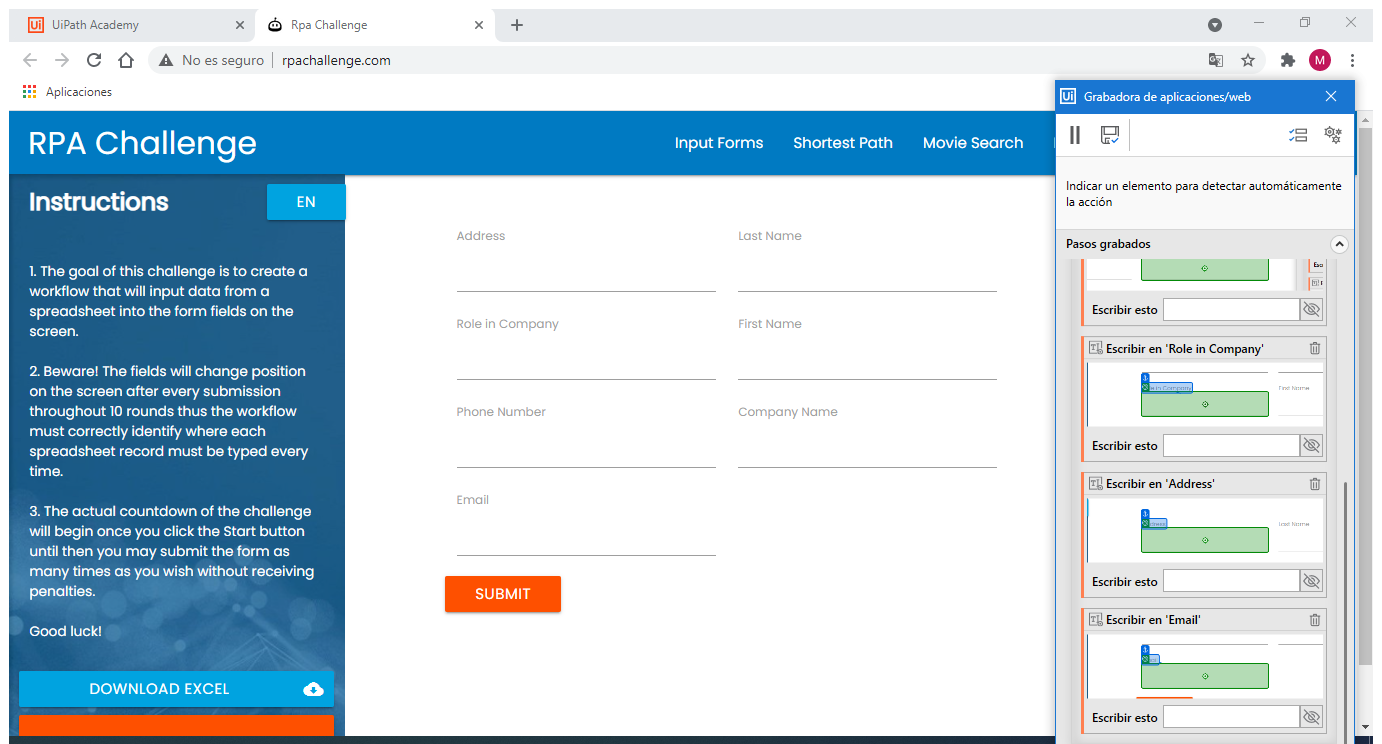 UiPath Academy
Rpa Challenge
No es seguro
rpachallenge.com
M
Aplicaciones
RPA Challenge
Input Forms
Shortest Path
Movie Search
Instructions
EN
1. The goal of this challenge is to create a
workflow that will input data from a
spreadsheet into the form fields on the
screen.
2. Beware! The fields will change position
on the screen after every submission
throughout 10 rounds thus the workflow
must correctly identify where each
spreadsheet record must be typed every
time.
3. The actual countdown of the challenge
will begin once you click the Start button
until then you may submit the form as
many times as you wish without receiving
penalties.
Good luck!
DOWNLOAD EXCEL
Address
Last Name
Role in Company
First Name
Phone Number
Company Name
Email
SUBMIT
Ui Grabadora de aplicaciones/web
Indicar un elemento para detectar automáticamente
la acción
Pasos grabados
Escribir esto
Escribir en 'Role in Company'
First Name
Escribir esto
Escribir en 'Address'
Last Name
Escribir esto
Escribir en 'Email'
Escribir esto